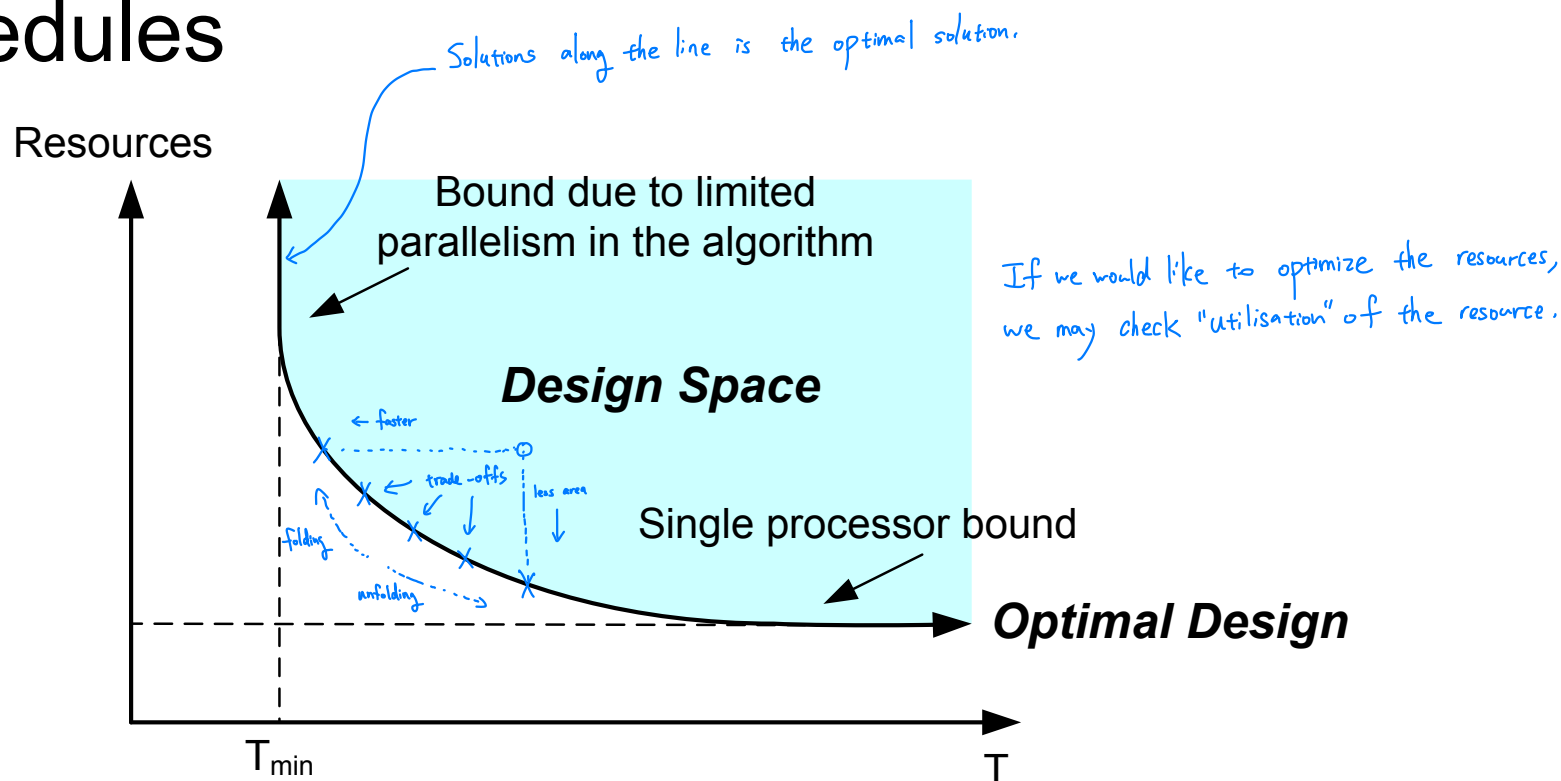 edules
Solutions along the line is the optimal solution.
Resources
Bound due to limited
parallelism in the algorithm
If we would like to optimize the resources,
we may check "utilisation" of the resource.
Design Space
← faster
trade-offs
less area
Single processor bound
folding
unfolding
Optimal Design
Tmin
T